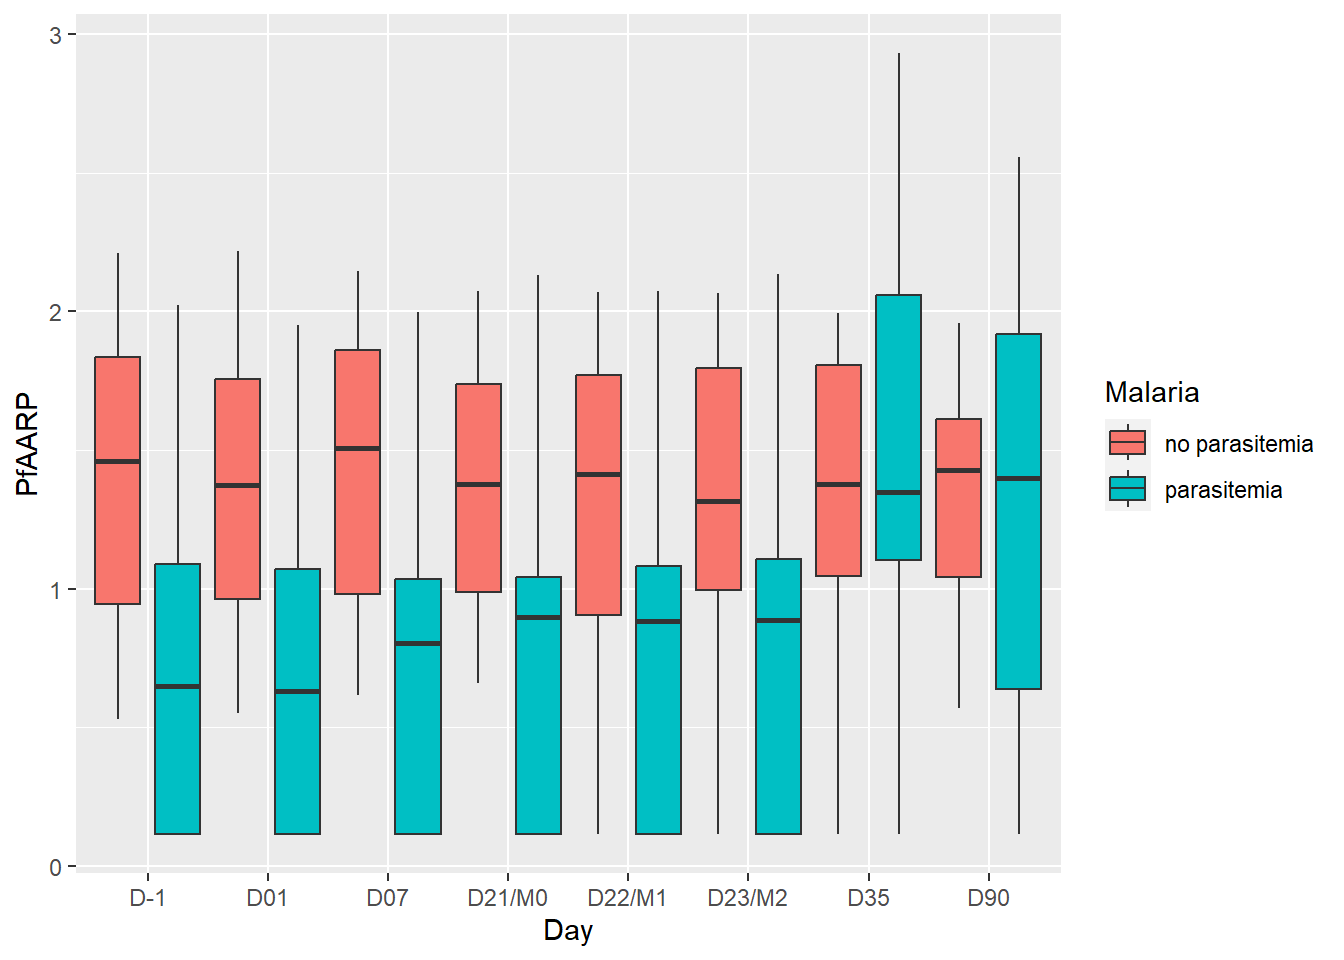 3
2
1
0
PfAARP
D-1 D01 D07 D21/M0 D22/M1 D23/M2 D35 D90
Day
Malaria
no parasitemia
parasitemia